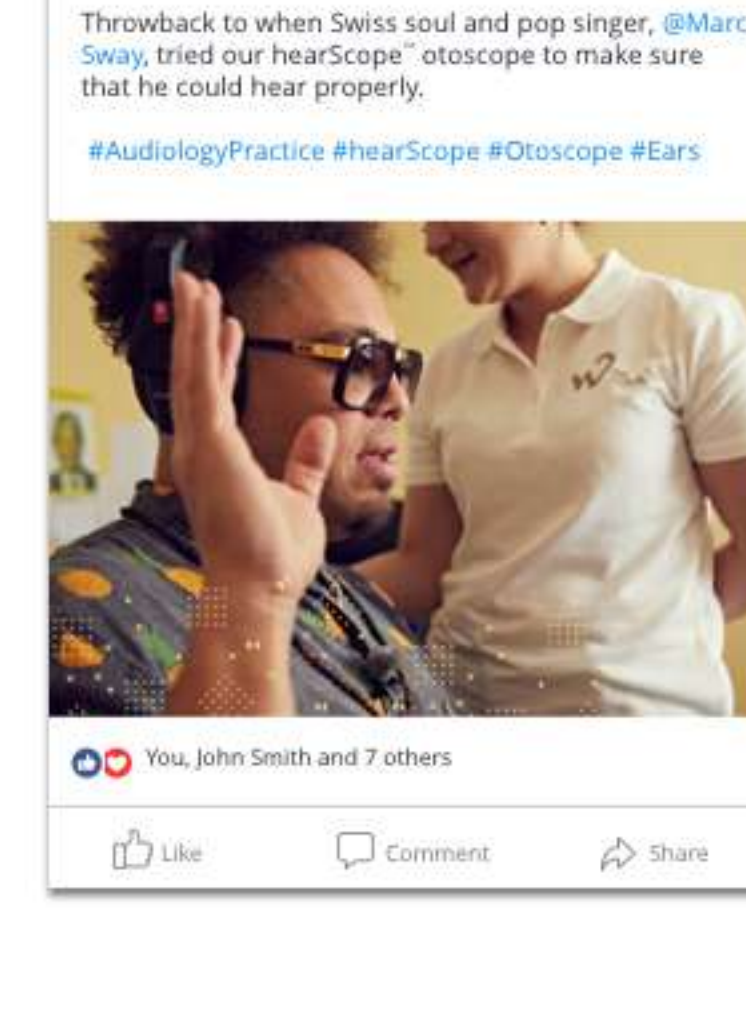 Throwback to when Swiss soul and pop singer, @Marc
Sway, tried our hearScope™ otoscope to make sure
that he could hear properly.
#AudiologyPractice #hearScope #Otoscope #Ears
You, John Smith and 7 others
Like Comment Share